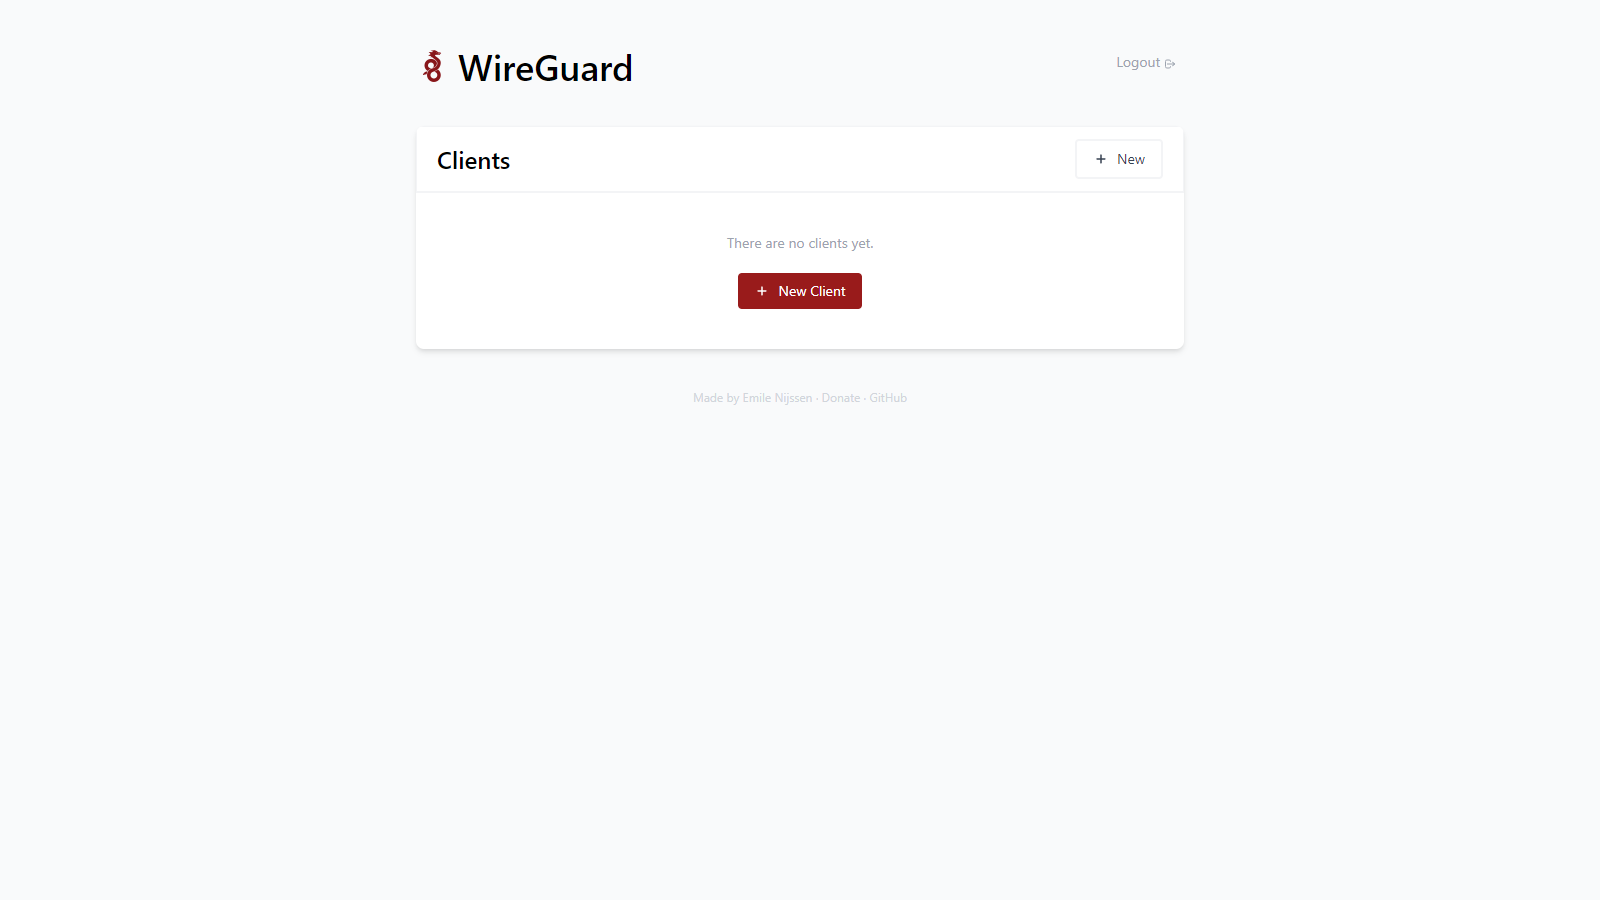 WireGuard
Logout
Clients
New
There are no clients yet.
New Client
Made by Emile Nijssen · Donate · GitHub